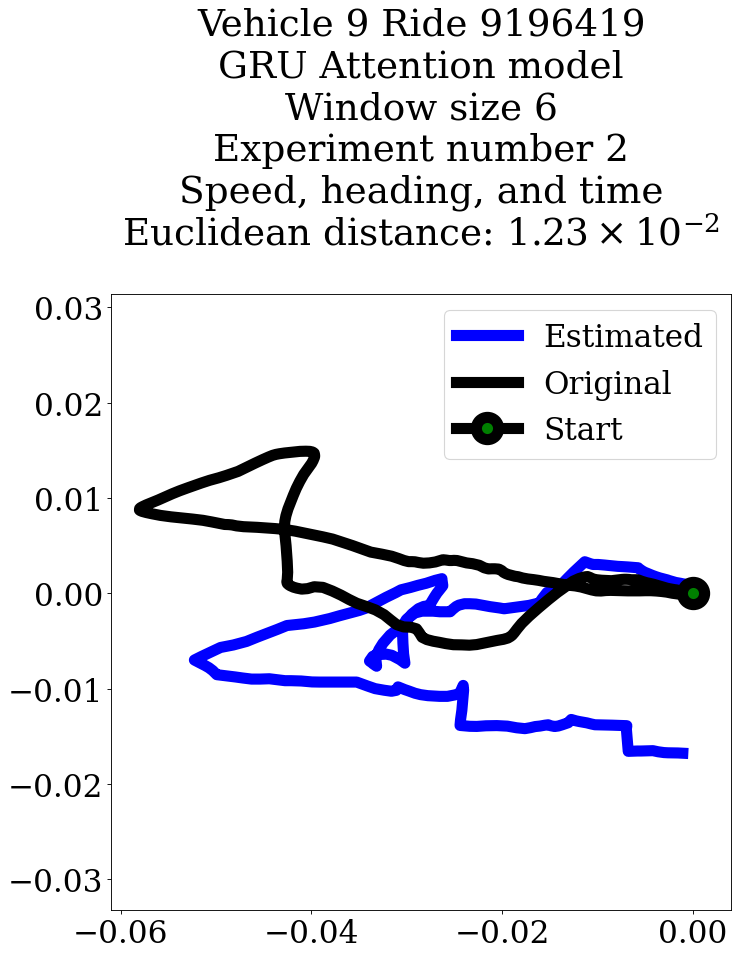 Vehicle 9 Ride 9196419
GRU Attention model
Window size 6
Experiment number 2
Speed, heading, and time
Euclidean distance: 1.23 × 10⁻²
0.03
0.02
0.01
0.00
−0.01
−0.02
−0.03
Estimated
Original
Start
−0.06 −0.04 −0.02 0.00